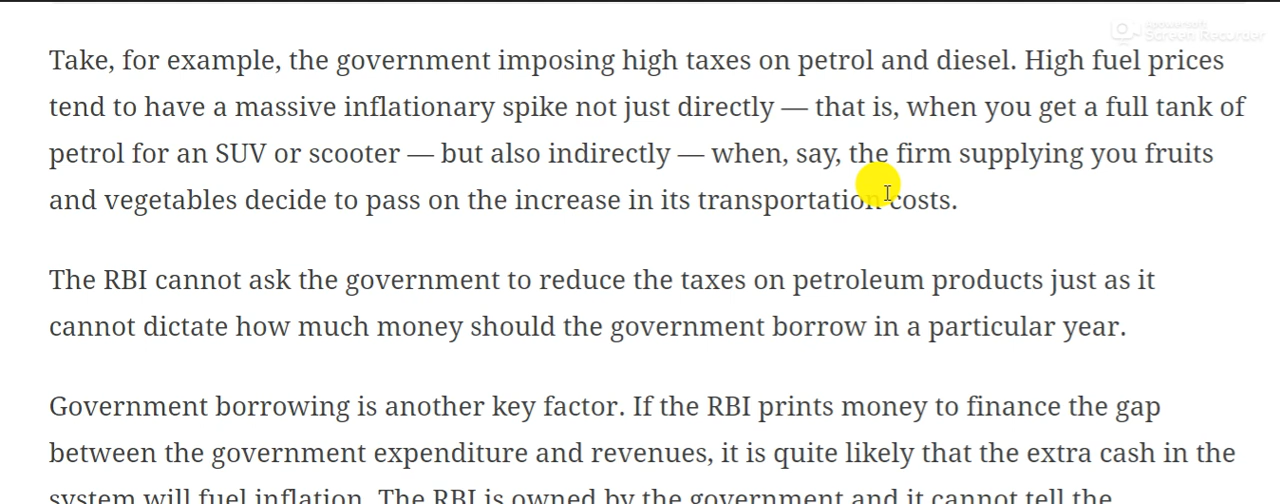 Apowersoft
Screen Recorder
Take, for example, the government imposing high taxes on petrol and diesel. High fuel prices
tend to have a massive inflationary spike not just directly — that is, when you get a full tank of
petrol for an SUV or scooter — but also indirectly — when, say, the firm supplying you fruits
and vegetables decide to pass on the increase in its transportation costs.
The RBI cannot ask the government to reduce the taxes on petroleum products just as it
cannot dictate how much money should the government borrow in a particular year.
Government borrowing is another key factor. If the RBI prints money to finance the gap
between the government expenditure and revenues, it is quite likely that the extra cash in the
system will fuel inflation. The RBI is owned by the government and it cannot tell the